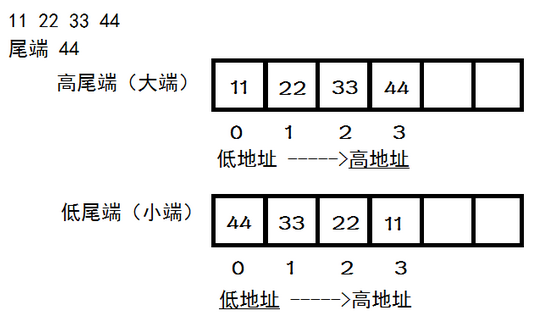 11 22 33 44
尾端 44
高尾端（大端） 11 22 33 44
0 1 2 3
低地址 ----->高地址
低尾端（小端） 44 33 22 11
0 1 2 3
低地址 ----->高地址